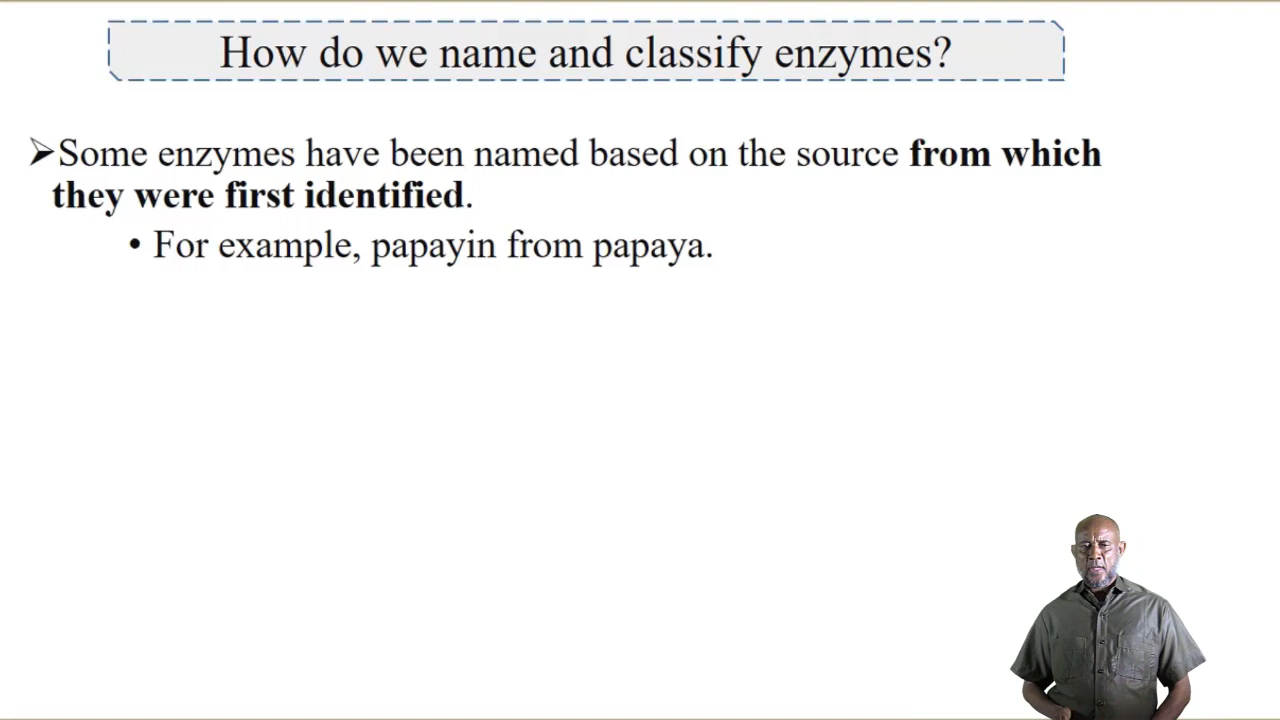 How do we name and classify enzymes?
➢Some enzymes have been named based on the source from which
they were first identified.
• For example, papayin from papaya.